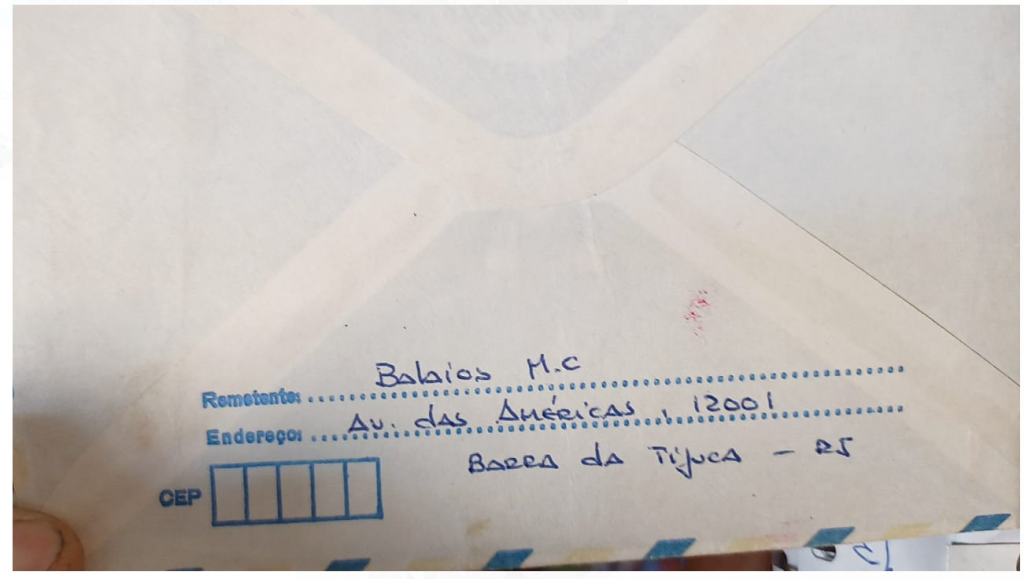 Remetente: Balaios M.C
Endereço: Av. das Américas, 12001
Barra da Tijuca - RJ
CEP